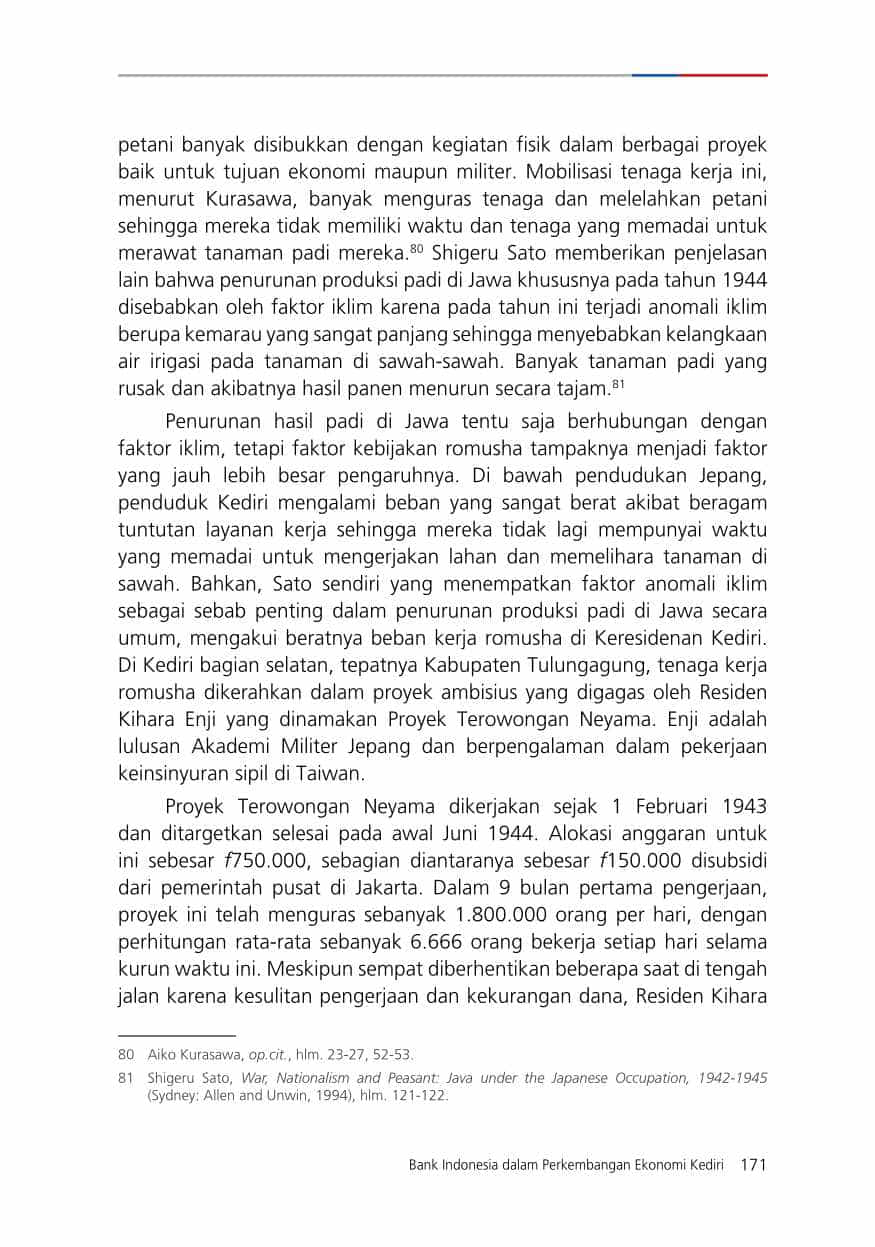 petani banyak disibukkan dengan kegiatan fisik dalam berbagai proyek
baik untuk tujuan ekonomi maupun militer. Mobilisasi tenaga kerja ini,
menurut Kurasawa, banyak menguras tenaga dan melelahkan petani
sehingga mereka tidak memiliki waktu dan tenaga yang memadai untuk
merawat tanaman padi mereka.80 Shigeru Sato memberikan penjelasan
lain bahwa penurunan produksi padi di Jawa khususnya pada tahun 1944
disebabkan oleh faktor iklim karena pada tahun ini terjadi anomali iklim
berupa kemarau yang sangat panjang sehingga menyebabkan kelangkaan
air irigasi pada tanaman di sawah-sawah. Banyak tanaman padi yang
rusak dan akibatnya hasil panen menurun secara tajam.81
Penurunan hasil padi di Jawa tentu saja berhubungan dengan
faktor iklim, tetapi faktor kebijakan romusha tampaknya menjadi faktor
yang jauh lebih besar pengaruhnya. Di bawah pendudukan Jepang,
penduduk Kediri mengalami beban yang sangat berat akibat beragam
tuntutan layanan kerja sehingga mereka tidak lagi mempunyai waktu
yang memadai untuk mengerjakan lahan dan memelihara tanaman di
sawah. Bahkan, Sato sendiri yang menempatkan faktor anomali iklim
sebagai sebab penting dalam penurunan produksi padi di Jawa secara
umum, mengakui beratnya beban kerja romusha di Keresidenan Kediri.
Di Kediri bagian selatan, tepatnya Kabupaten Tulungagung, tenaga kerja
romusha dikerahkan dalam proyek ambisius yang digagas oleh Residen
Kihara Enji yang dinamakan Proyek Terowongan Neyama. Enji adalah
lulusan Akademi Militer Jepang dan berpengalaman dalam pekerjaan
keinsinyuran sipil di Taiwan.
Proyek Terowongan Neyama dikerjakan sejak 1 Februari 1943
dan ditargetkan selesai pada awal Juni 1944. Alokasi anggaran untuk
ini sebesar f750.000, sebagian diantaranya sebesar f150.000 disubsidi
dari pemerintah pusat di Jakarta. Dalam 9 bulan pertama pengerjaan,
proyek ini telah menguras sebanyak 1.800.000 orang per hari, dengan
perhitungan rata-rata sebanyak 6.666 orang bekerja setiap hari selama
kurun waktu ini. Meskipun sempat diberhentikan beberapa saat di tengah
jalan karena kesulitan pengerjaan dan kekurangan dana, Residen Kihara
80 Aiko Kurasawa, op.cit., hlm. 23-27, 52-53.
81 Shigeru Sato, War, Nationalism and Peasant: Java under the Japanese Occupation, 1942-1945
(Sydney: Allen and Unwin, 1994), hlm. 121-122.
Bank Indonesia dalam Perkembangan Ekonomi Kediri 171